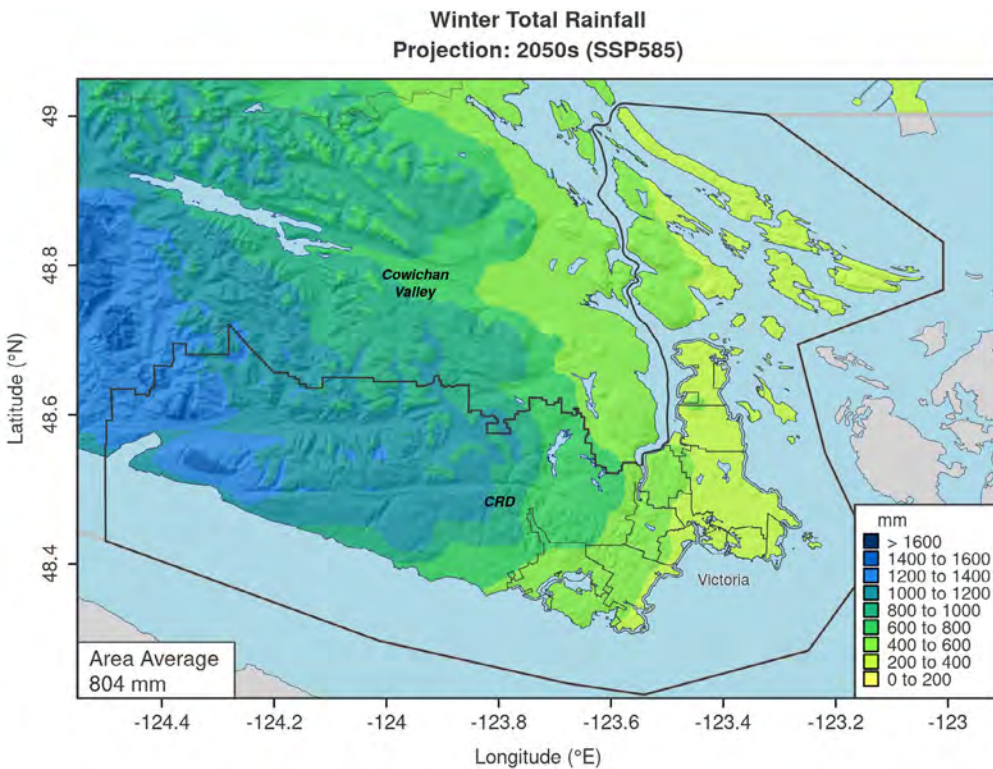 Winter Total Rainfall
Projection: 2050s (SSP585)
49
48.8
48.6
48.4
Latitude (°N)
Cowichan
Valley
CRD
Victoria
mm
> 1600
1400 to 1600
1200 to 1400
1000 to 1200
800 to 1000
600 to 800
400 to 600
200 to 400
0 to 200
Area Average
804 mm
-124.4
-124.2
-124
-123.8
-123.6
-123.4
-123.2
-123
Longitude (°E)